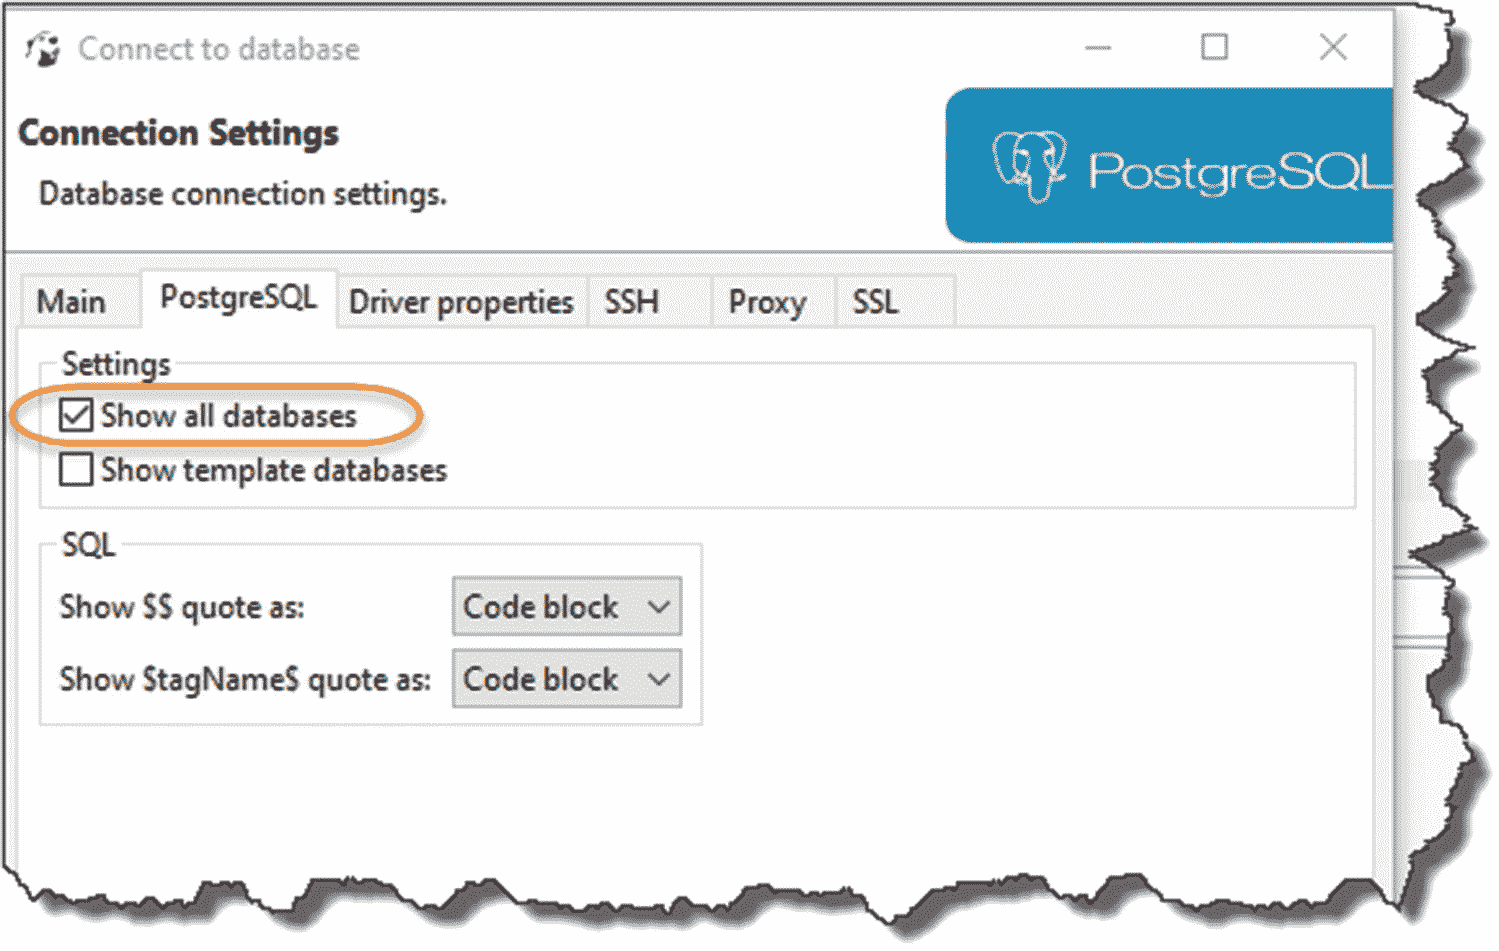 Connect to database
Connection Settings
Database connection settings.
PostgreSQL
Main PostgreSQL Driver properties SSH Proxy SSL
Settings
Show all databases
Show template databases
SQL
Show $$ quote as: Code block
Show $tagName$ quote as: Code block